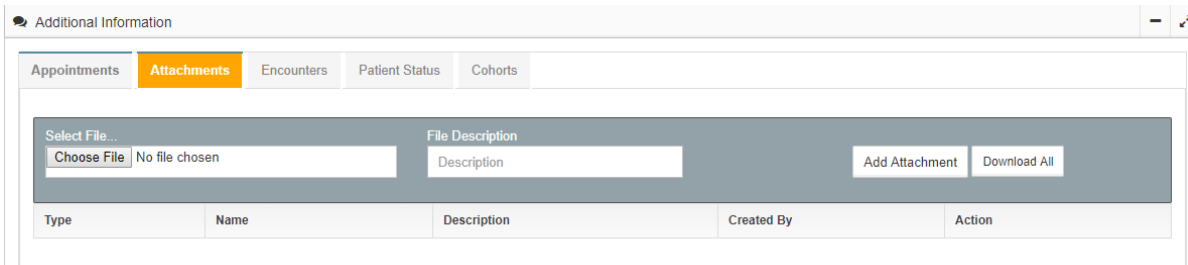 Additional Information
Appointments Attachments Encounters Patient Status Cohorts
Select File... File Description
Choose File No file chosen Description Add Attachment Download All
Type Name Description Created By Action